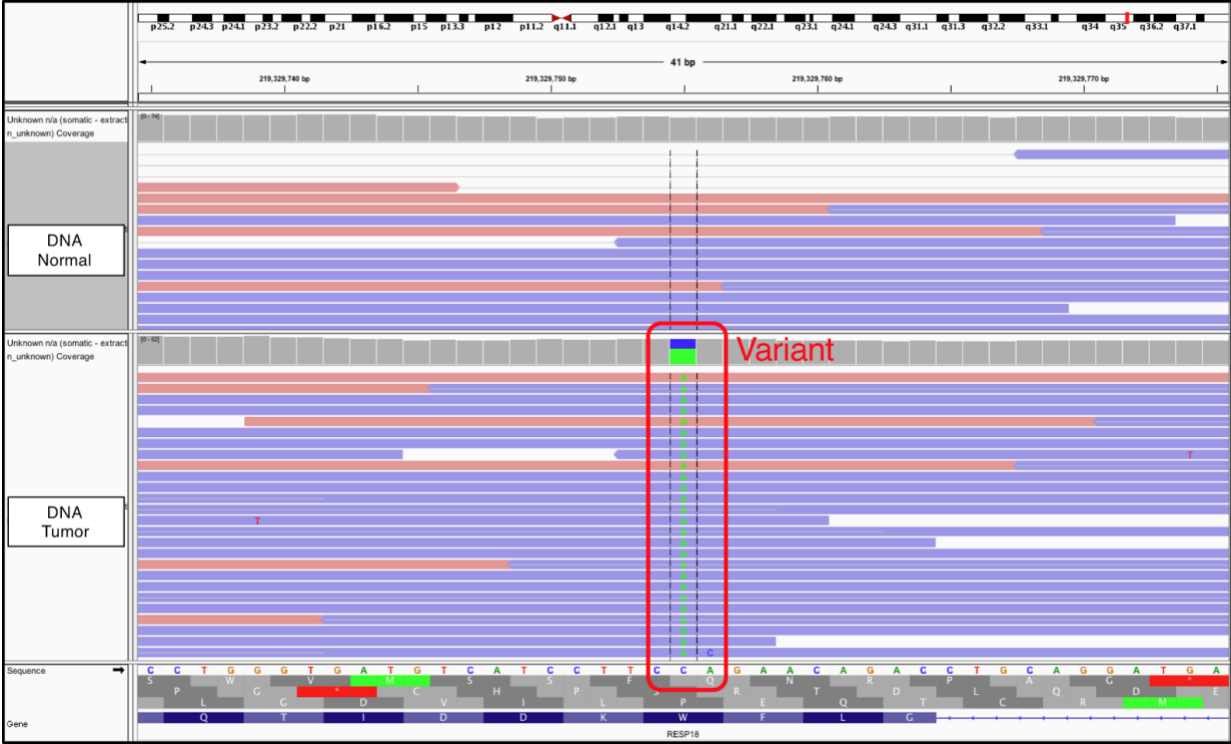 p25.2 p24.3 p24.1 p23.2 p22.2 p21 p16.2 p15 p13.3 p12 p11.2 q11.1 q12.1 q13 q14.2 q21.1 q22.1 q23.1 q24.1 q24.3 q31.1 q31.3 q32.2 q33.1 q34 q35 q36.2 q37.1
41 bp
219,329,740 bp 219,329,750 bp 219,329,760 bp 219,329,770 bp
Unknown n/a (somatic - extract
n_unknown) Coverage
[0 - 74]
DNA
Normal
Unknown n/a (somatic - extract
n_unknown) Coverage
[0 - 62]
Variant
T
DNA
Tumor
T
C
Sequence C C T G G G T G A T G T C A T C C T T C C A G A A C A G A C C T G C A G G A T G A
S W V M S S F Q N R P A G *
P G * C H P S R T D L Q D E
L G D V I L P E Q T C R M
Gene Q T I D D K W F L G
RESP18